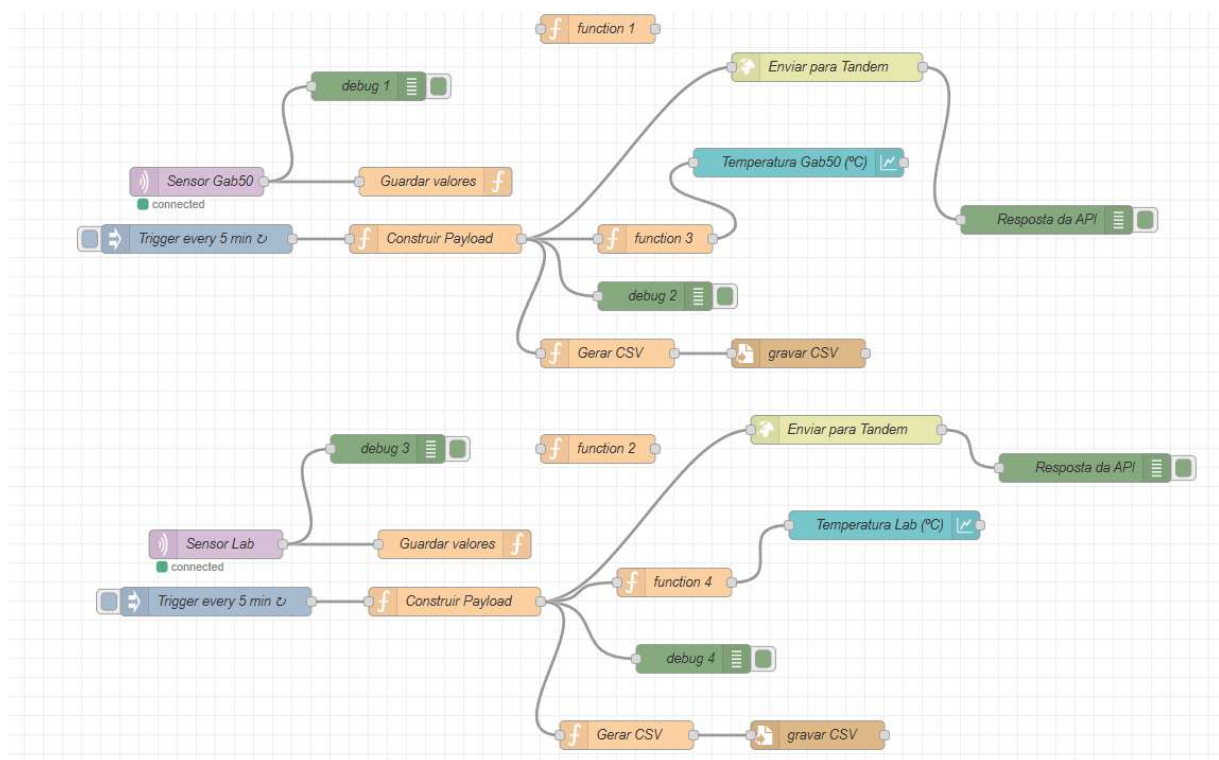 function 1
Enviar para Tandem
debug 1
Temperatura Gab50 (ºC)
Sensor Gab50
Guardar valores
connected
Resposta da API
Trigger every 5 min ↻
Construir Payload
function 3
debug 2
Gerar CSV
gravar CSV
Enviar para Tandem
debug 3
function 2
Resposta da API
Temperatura Lab (ºC)
Sensor Lab
Guardar valores
connected
function 4
Trigger every 5 min ↻
Construir Payload
debug 4
Gerar CSV
gravar CSV